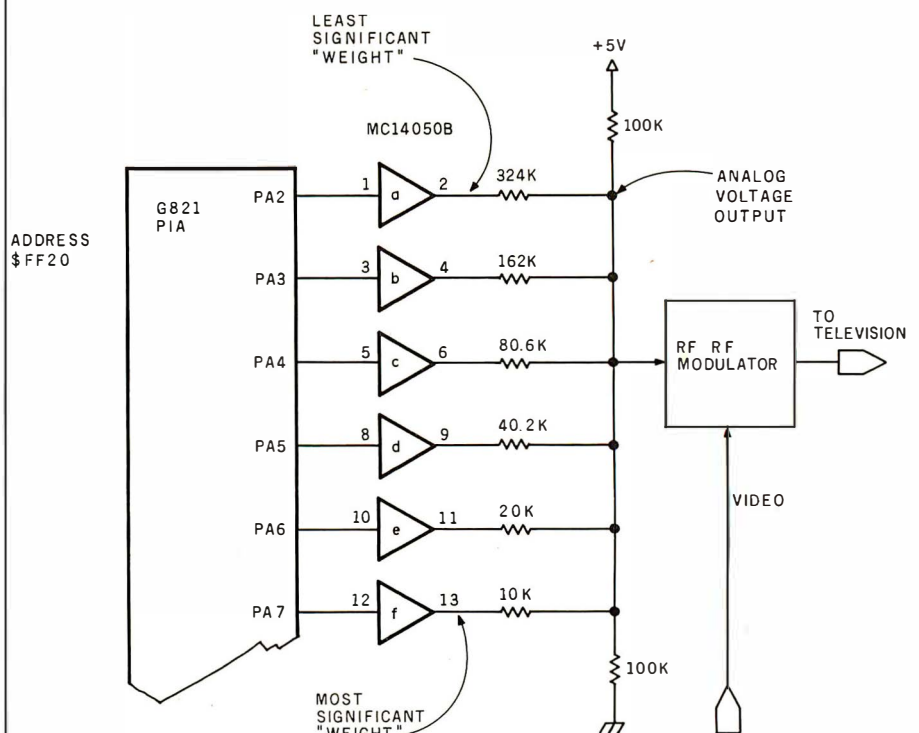 LEAST
SIGNIFICANT
"WEIGHT"
+5V
100K
MC14050B
ANALOG
VOLTAGE
OUTPUT
G821
PIA
ADDRESS
$FF20
PA2
1
a
2
324K
PA3
3
b
4
162K
PA4
5
c
6
80.6K
RF RF
MODULATOR
TO
TELEVISION
PA5
8
d
9
40.2K
VIDEO
PA6
10
e
11
20K
PA7
12
f
13
10K
100K
MOST
SIGNIFICANT
"WEIGHT"